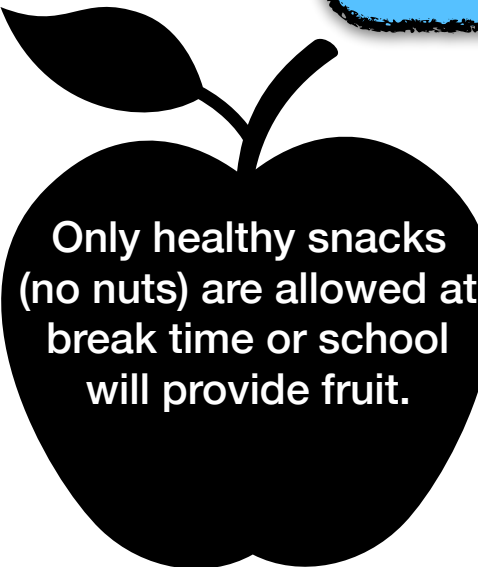 Only healthy snacks
(no nuts) are allowed at
break time or school
will provide fruit.